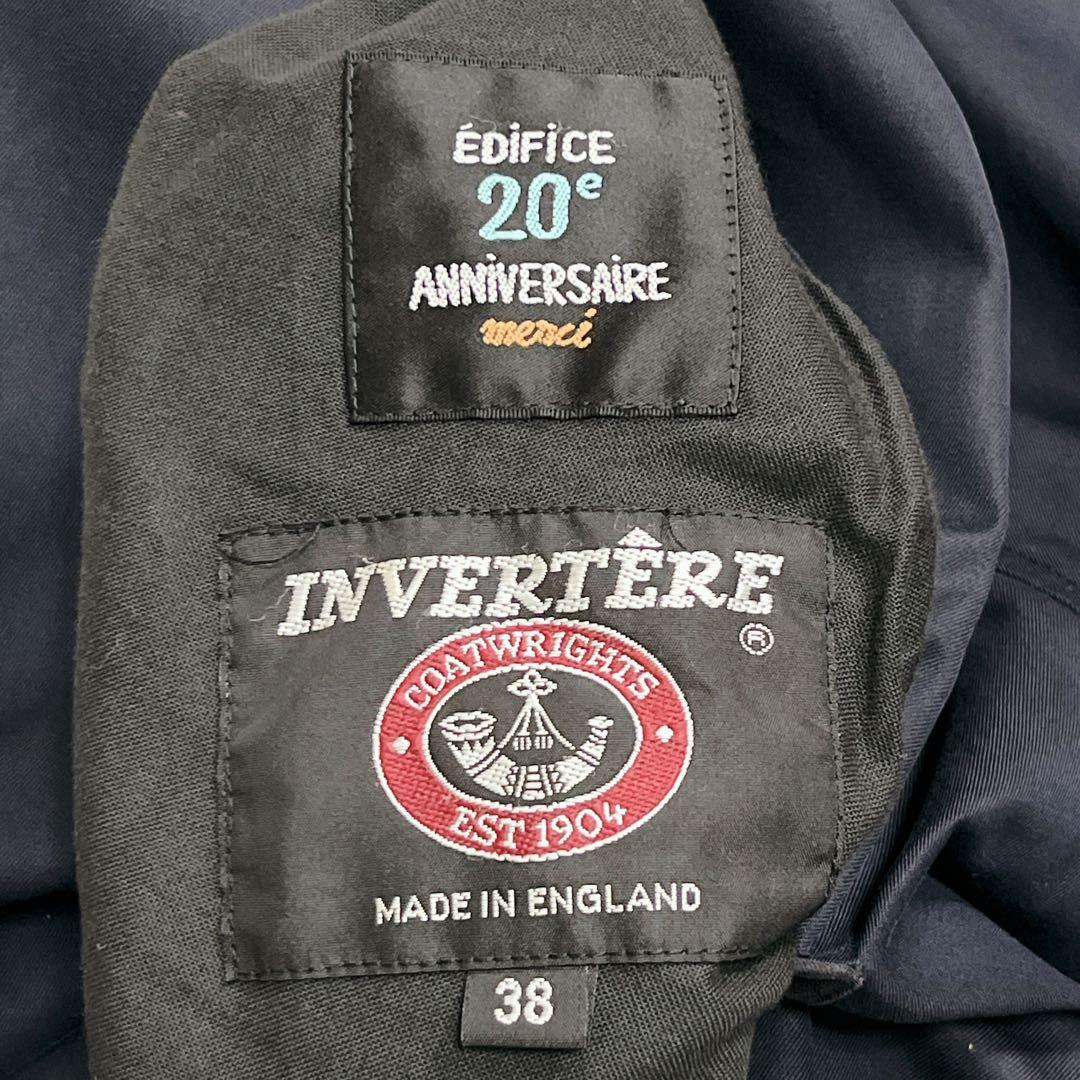 ÉDiFiCE
20e
ANNiVERSAiRE
merci
INVERTÊRE
®
COATWRIGHTS
EST 1904
MADE IN ENGLAND
38